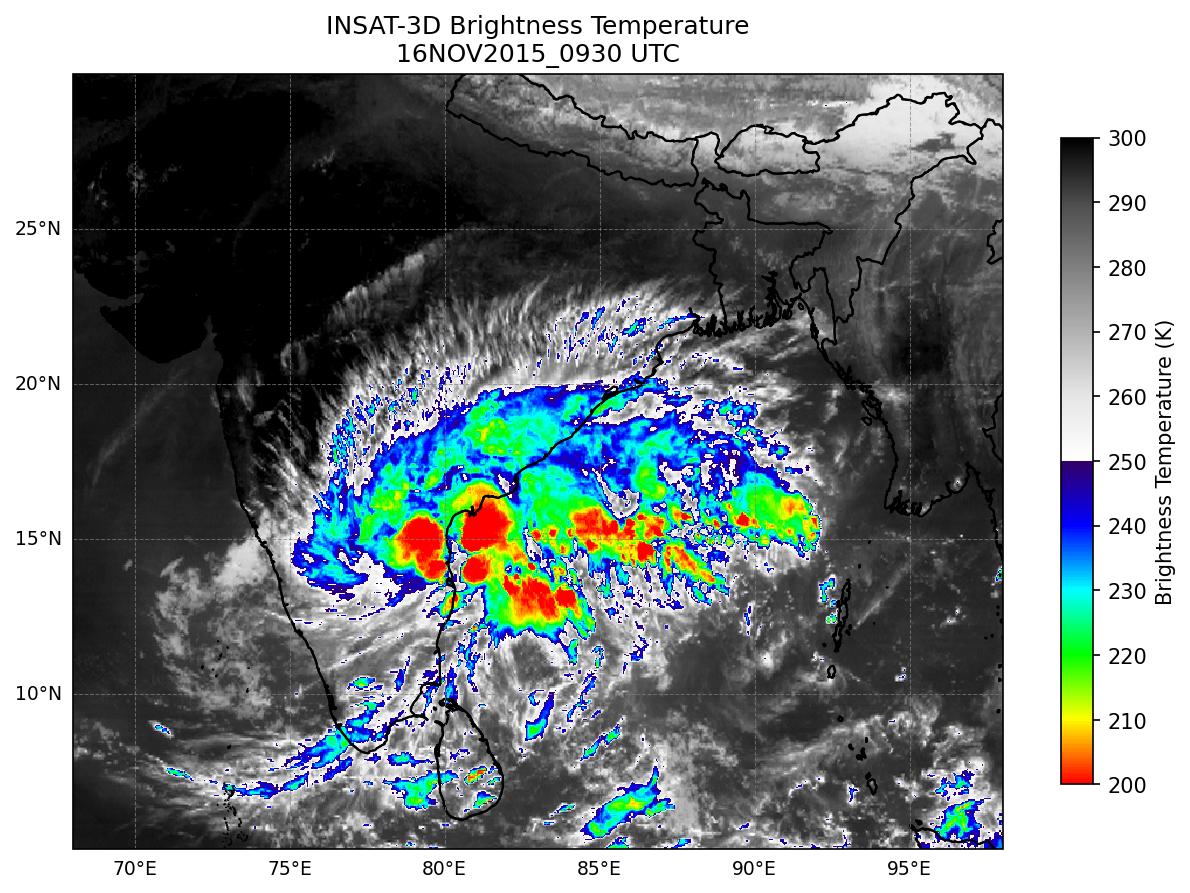 INSAT-3D Brightness Temperature
16NOV2015_0930 UTC
25°N
20°N
15°N
10°N
70°E
75°E
80°E
85°E
90°E
95°E
300
290
280
270
260
250
240
230
220
210
200
Brightness Temperature (K)